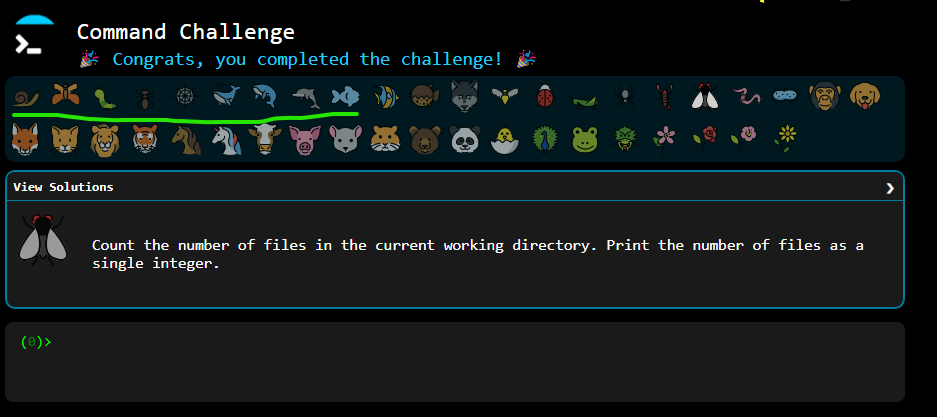 Command Challenge
🎉 Congrats, you completed the challenge! 🎉
View Solutions ❯
Count the number of files in the current working directory. Print the number of files as a
single integer.
(0)>